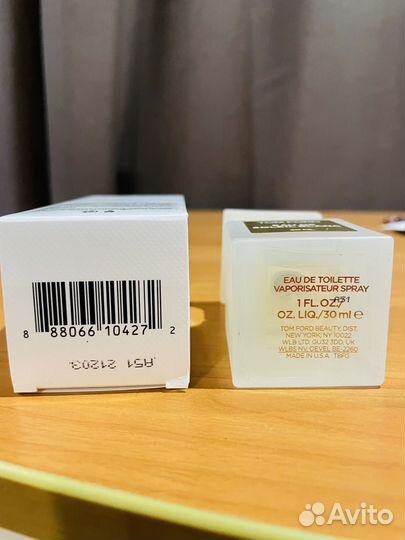 8 88066 10427 2
A51 21203
EAU DE TOILETTE
VAPORISATEUR SPRAY
A51
1 FL.OZ./
OZ. LIQ./30 ml e
TOM FORD BEAUTY, DIST.
NEW YORK, NY 10022
WLB LTD, GU32 3DD, UK
WLBS NV, OEVEL BE-2260
MADE IN U.S.A. T8FG
Avito